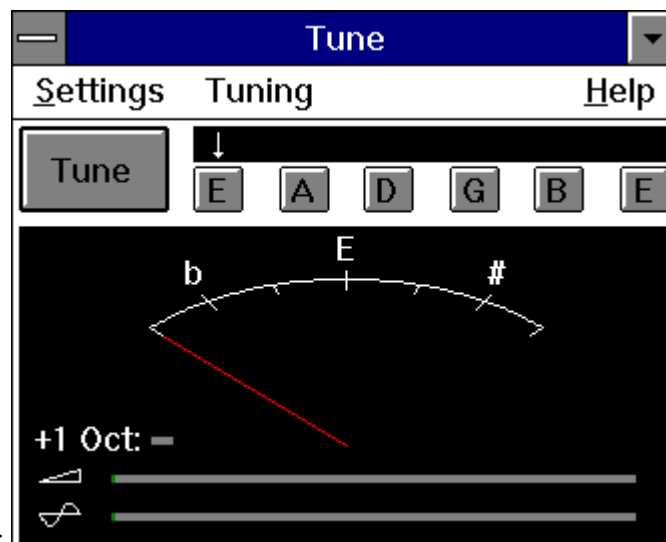 Tune
Settings Tuning Help
Tune
E A D G B E
E
b #
+1 Oct: